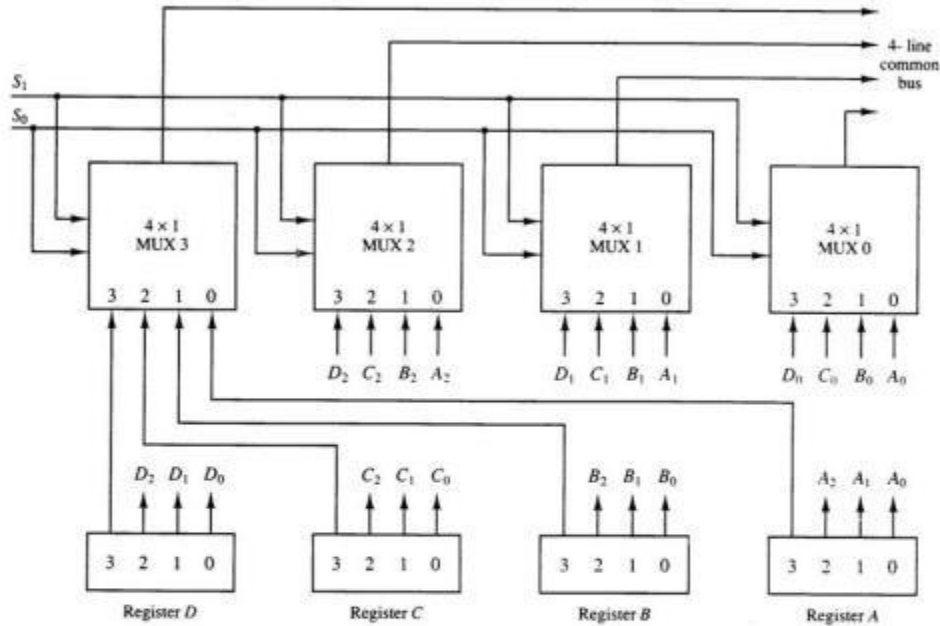 4- line
common
bus
S₁
S₀
4 × 1
MUX 3
4 × 1
MUX 2
4 × 1
MUX 1
4 × 1
MUX 0
3 2 1 0
3 2 1 0
3 2 1 0
3 2 1 0
D₂ C₂ B₂ A₂
D₁ C₁ B₁ A₁
D₀ C₀ B₀ A₀
D₂ D₁ D₀
C₂ C₁ C₀
B₂ B₁ B₀
A₂ A₁ A₀
3 2 1 0
3 2 1 0
3 2 1 0
3 2 1 0
Register D
Register C
Register B
Register A